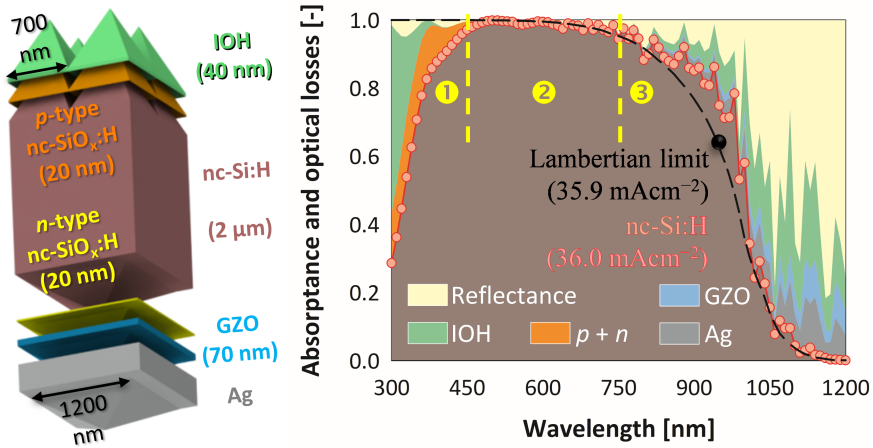 700
nm
IOH
(40 nm)
p-type
nc-SiOₓ:H
(20 nm)
nc-Si:H
(2 µm)
n-type
nc-SiOₓ:H
(20 nm)
GZO
(70 nm)
Ag
1200
nm
Absorptance and optical losses [-]
1.0
0.8
0.6
0.4
0.2
0.0
1
2
3
Lambertian limit
(35.9 mAcm⁻²)
nc-Si:H
(36.0 mAcm⁻²)
Reflectance
GZO
IOH
p + n
Ag
300 450 600 750 900 1050 1200
Wavelength [nm]